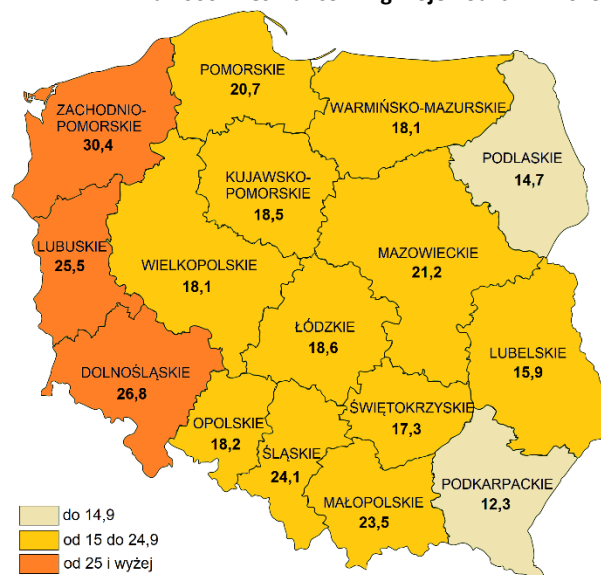 POMORSKIE
20,7
WARMIŃSKO-MAZURSKIE
18,1
ZACHODNIO-
POMORSKIE
30,4
PODLASKIE
14,7
KUJAWSKO-
POMORSKIE
18,5
LUBUSKIE
25,5
WIELKOPOLSKIE
18,1
MAZOWIECKIE
21,2
ŁÓDZKIE
18,6
LUBELSKIE
15,9
DOLNOŚLĄSKIE
26,8
OPOLSKIE
18,2
ŚLĄSKIE
24,1
ŚWIĘTOKRZYSKIE
17,3
MAŁOPOLSKIE
23,5
PODKARPACKIE
12,3
do 14,9
od 15 do 24,9
od 25 i wyżej